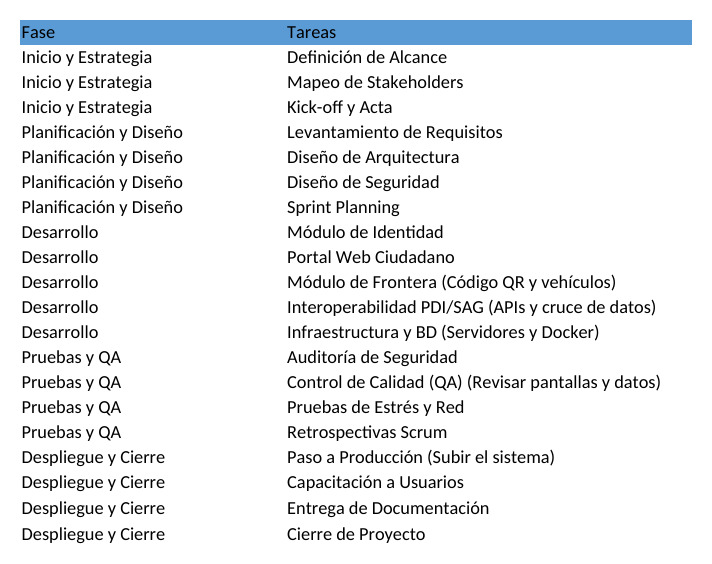 Fase Tareas
Inicio y Estrategia Definición de Alcance
Inicio y Estrategia Mapeo de Stakeholders
Inicio y Estrategia Kick-off y Acta
Planificación y Diseño Levantamiento de Requisitos
Planificación y Diseño Diseño de Arquitectura
Planificación y Diseño Diseño de Seguridad
Planificación y Diseño Sprint Planning
Desarrollo Módulo de Identidad
Desarrollo Portal Web Ciudadano
Desarrollo Módulo de Frontera (Código QR y vehículos)
Desarrollo Interoperabilidad PDI/SAG (APIs y cruce de datos)
Desarrollo Infraestructura y BD (Servidores y Docker)
Pruebas y QA Auditoría de Seguridad
Pruebas y QA Control de Calidad (QA) (Revisar pantallas y datos)
Pruebas y QA Pruebas de Estrés y Red
Pruebas y QA Retrospectivas Scrum
Despliegue y Cierre Paso a Producción (Subir el sistema)
Despliegue y Cierre Capacitación a Usuarios
Despliegue y Cierre Entrega de Documentación
Despliegue y Cierre Cierre de Proyecto